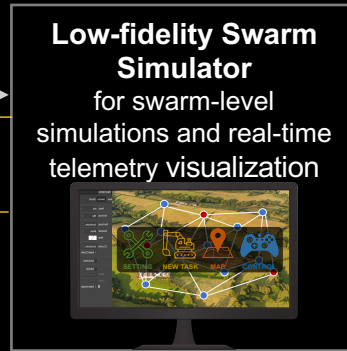 Low-fidelity Swarm
Simulator
for swarm-level
simulations and real-time
telemetry visualization
SETTING NEW TASK MAP CONTROL